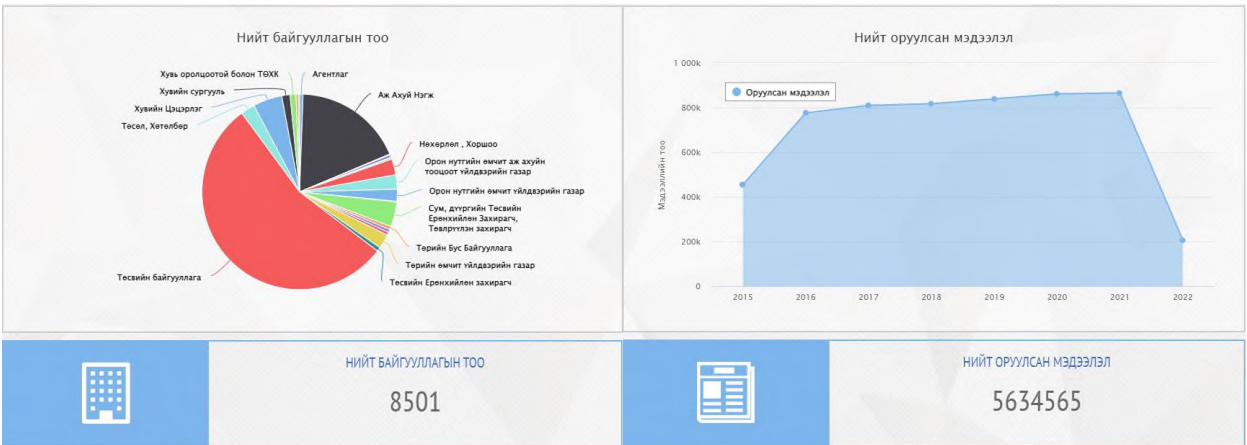 Нийт байгууллагын тоо
Хувь оролцоотой болон ТӨХК
Агентлаг
Хувийн сургууль
Аж Ахуй Нэгж
Хувийн Цэцэрлэг
Төсөл, Хөтөлбөр
Нөхөрлөл , Хоршоо
Орон нутгийн өмчит аж ахуйн
тооцоот үйлдвэрийн газар
Орон нутгийн өмчит үйлдвэрийн газар
Сум, дүүргийн Төсвийн
Ерөнхийлөн Захирагч,
Төвлрүүлэн захирагч
Төрийн Бус Байгууллага
Төрийн өмчит үйлдвэрийн газар
Төсвийн Ерөнхийлөн захирагч
Төсвийн байгууллага
Нийт оруулсан мэдээлэл
1 000k
800k
600k
400k
200k
0
Мэдээллийн тоо
Оруулсан мэдээлэл
2015 2016 2017 2018 2019 2020 2021 2022
НИЙТ БАЙГУУЛЛАГЫН ТОО
8501
НИЙТ ОРУУЛСАН МЭДЭЭЛЭЛ
5634565